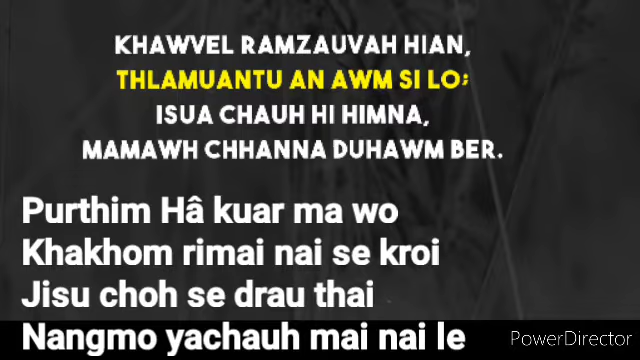 KHAWVEL RAMZAUVAH HIAN,
THLAMUANTU AN AWM SI LO;
ISUA CHAUH HI HIMNA,
MAMAWH CHHANNA DUHAWM BER.
Purthim Hâ kuar ma wo
Khakhom rimai nai se kroi
Jisu choh se drau thai
Nangmo yachauh mai nai le
PowerDirector